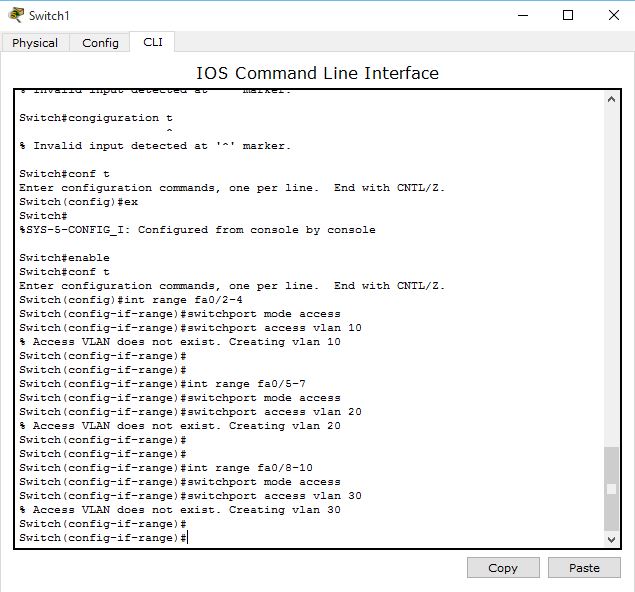 Switch1
Physical Config CLI
IOS Command Line Interface
% Invalid input detected at '^' marker.
Switch#congiguration t
^
% Invalid input detected at '^' marker.
Switch#conf t
Enter configuration commands, one per line. End with CNTL/Z.
Switch(config)#ex
Switch#
%SYS-5-CONFIG_I: Configured from console by console
Switch#enable
Switch#conf t
Enter configuration commands, one per line. End with CNTL/Z.
Switch(config)#int range fa0/2-4
Switch(config-if-range)#switchport mode access
Switch(config-if-range)#switchport access vlan 10
% Access VLAN does not exist. Creating vlan 10
Switch(config-if-range)#
Switch(config-if-range)#
Switch(config-if-range)#int range fa0/5-7
Switch(config-if-range)#switchport mode access
Switch(config-if-range)#switchport access vlan 20
% Access VLAN does not exist. Creating vlan 20
Switch(config-if-range)#
Switch(config-if-range)#
Switch(config-if-range)#int range fa0/8-10
Switch(config-if-range)#switchport mode access
Switch(config-if-range)#switchport access vlan 30
% Access VLAN does not exist. Creating vlan 30
Switch(config-if-range)#
Switch(config-if-range)#
Copy Paste